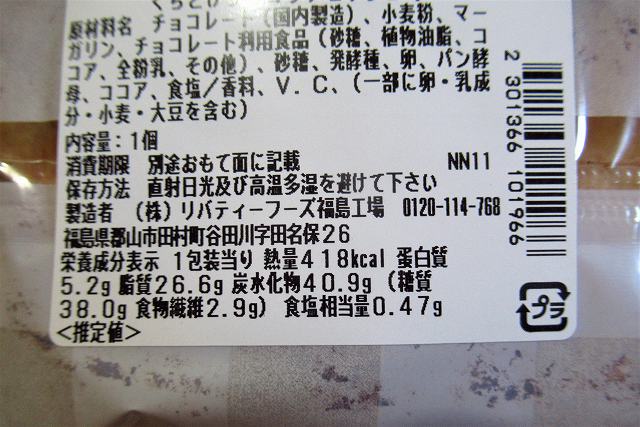 原材料名 チョコレート(国内製造)、小麦粉、マー
ガリン、チョコレート利用食品(砂糖、植物油脂、コ
コア、全粉乳、その他)、砂糖、発酵種、卵、パン酵
母、ココア、食塩/香料、V.C、(一部に卵・乳成
分・小麦・大豆を含む)
内容量:1個
消費期限 別途おもて面に記載 NN11
保存方法 直射日光及び高温多湿を避けて下さい
製造者 (株)リバティーフーズ福島工場 0120-114-768
福島県郡山市田村町谷田川字田名保26
栄養成分表示 1包装当り 熱量418kcal 蛋白質
5.2g 脂質26.6g 炭水化物40.9g (糖質
38.0g 食物繊維2.9g) 食塩相当量0.47g
<推定値>
2 301366 101966
プラ